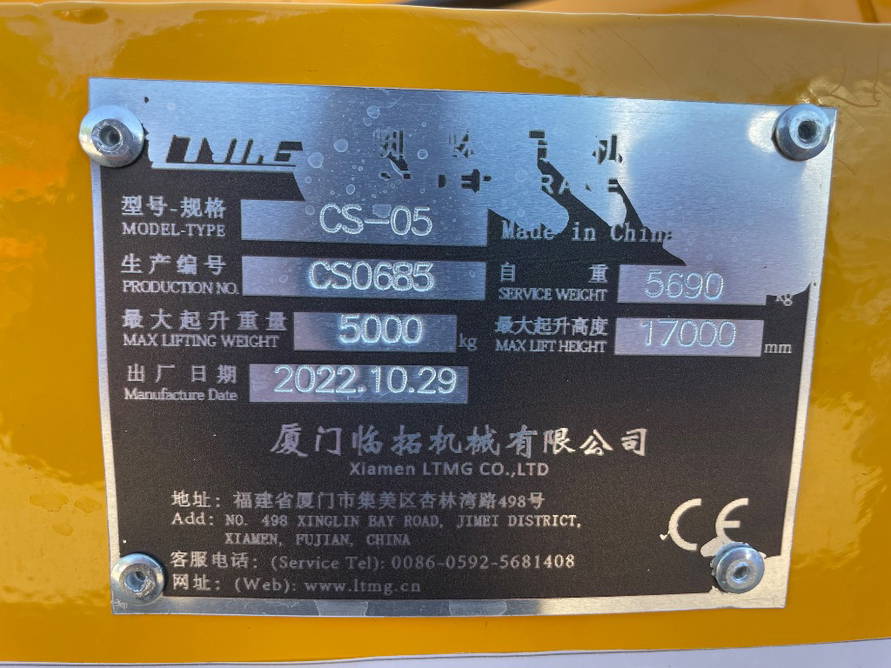 LTMG 机
型号-规格 CS-05
MODEL-TYPE
Made in China
生产编号 CS0685 自重 5690 kg
PRODUCTION NO. SERVICE WEIGHT
最大起升重量 5000 kg 最大起升高度 17000 mm
MAX LIFTING WEIGHT MAX LIFT HEIGHT
出厂日期 2022.10.29
Manufacture Date
厦门临拓机械有限公司
Xiamen LTMG CO.,LTD
地址: 福建省厦门市集美区杏林湾路498号
Add: NO. 498 XINGLIN BAY ROAD, JIMEI DISTRICT,
XIAMEN, FUJIAN, CHINA
CE
客服电话: (Service Tel): 0086-0592-5681408
网址: (Web): www.ltmg.cn